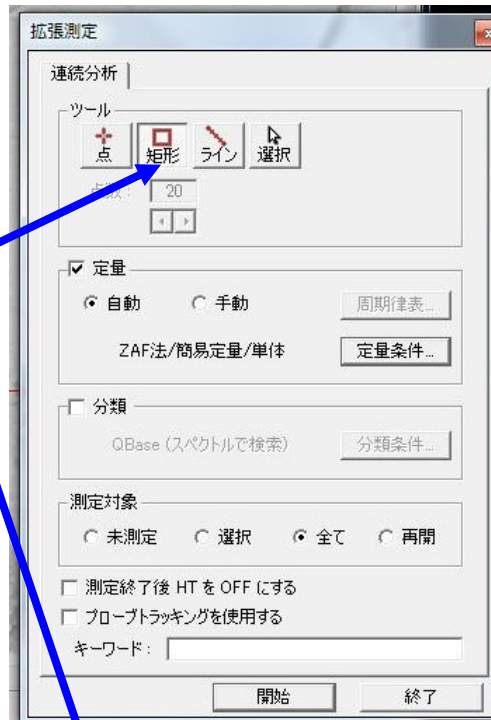 拡張測定
連続分析
ツール
点 矩形 ライン 選択
点数： 20
定量
自動 手動 周期律表...
ZAF法/簡易定量/単体 定量条件...
分類
QBase (スペクトルで検索) 分類条件...
測定対象
未測定 選択 全て 再開
測定終了後 HT を OFF にする
プローブトラッキングを使用する
キーワード：
開始 終了